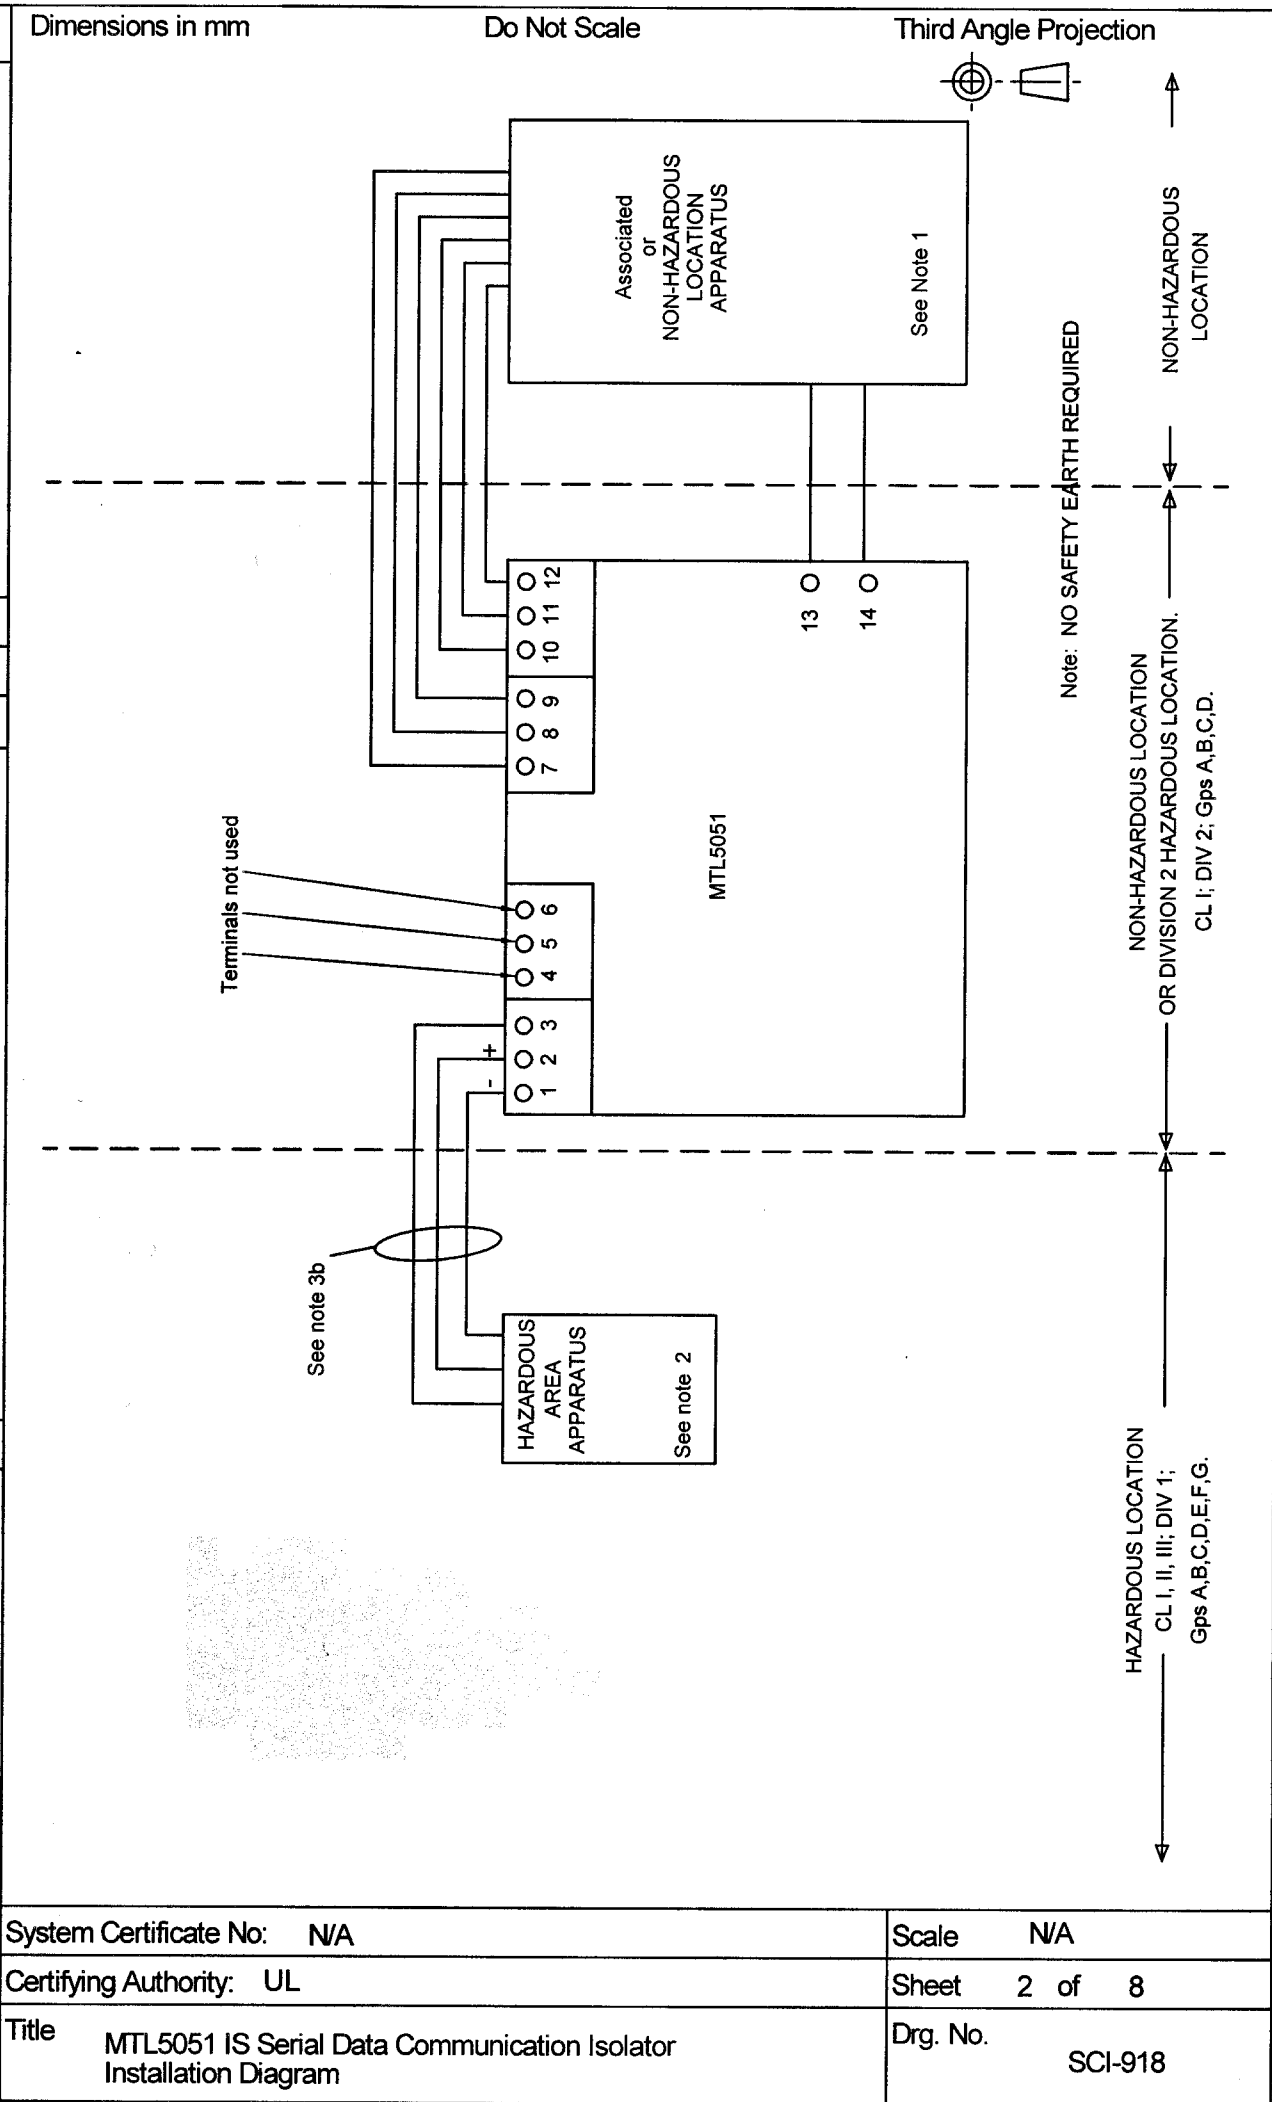 Dimensions in mm
Do Not Scale
Third Angle Projection
Associated
or
NON-HAZARDOUS
LOCATION
APPARATUS
See Note 1
NON-HAZARDOUS
LOCATION
Note: NO SAFETY EARTH REQUIRED
12
11
10
9
8
7
13
14
Terminals not used
6
5
4
3
+ 2
- 1
MTL5051
NON-HAZARDOUS LOCATION
OR DIVISION 2 HAZARDOUS LOCATION.
CL I; DIV 2; Gps A,B,C,D.
See note 3b
HAZARDOUS
AREA
APPARATUS
See note 2
HAZARDOUS LOCATION
CL I, II, III; DIV 1;
Gps A,B,C,D,E,F,G.
System Certificate No: N/A
Scale N/A
Certifying Authority: UL
Sheet 2 of 8
Title MTL5051 IS Serial Data Communication Isolator
Installation Diagram
Drg. No.
SCI-918